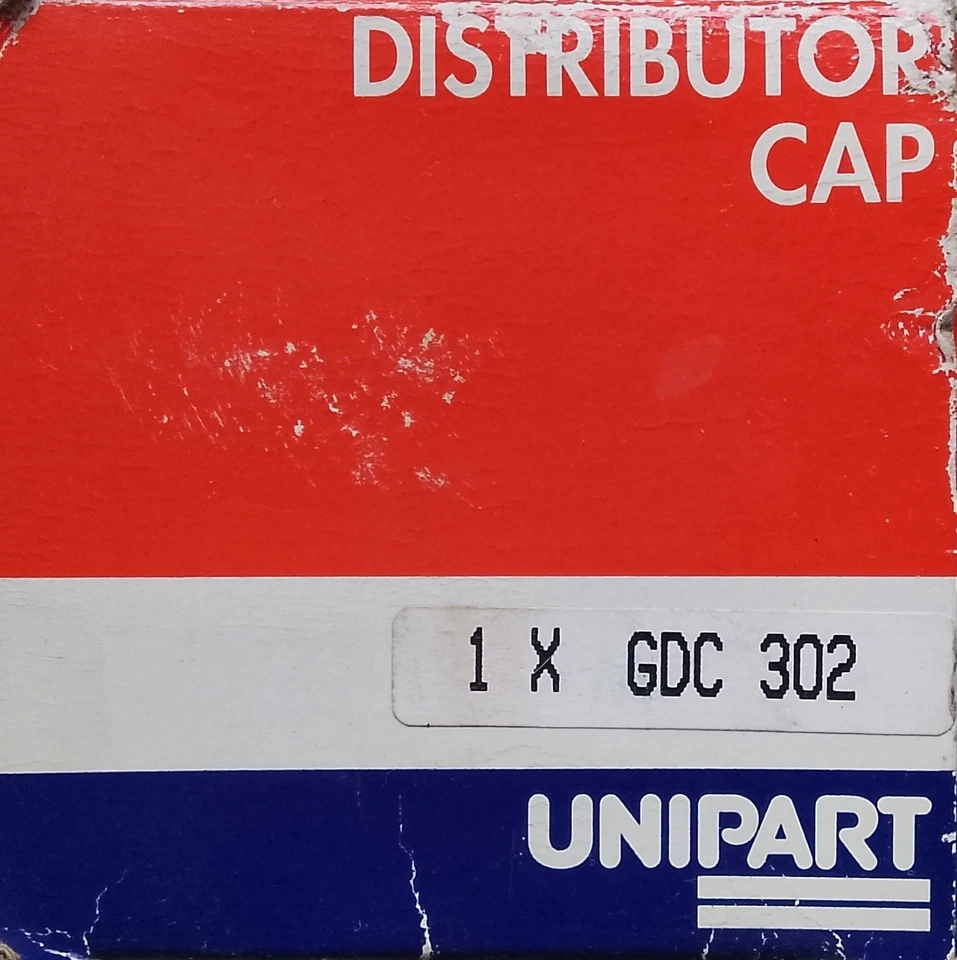 DISTRIBUTOR
CAP
1 X GDC 302
UNIPART